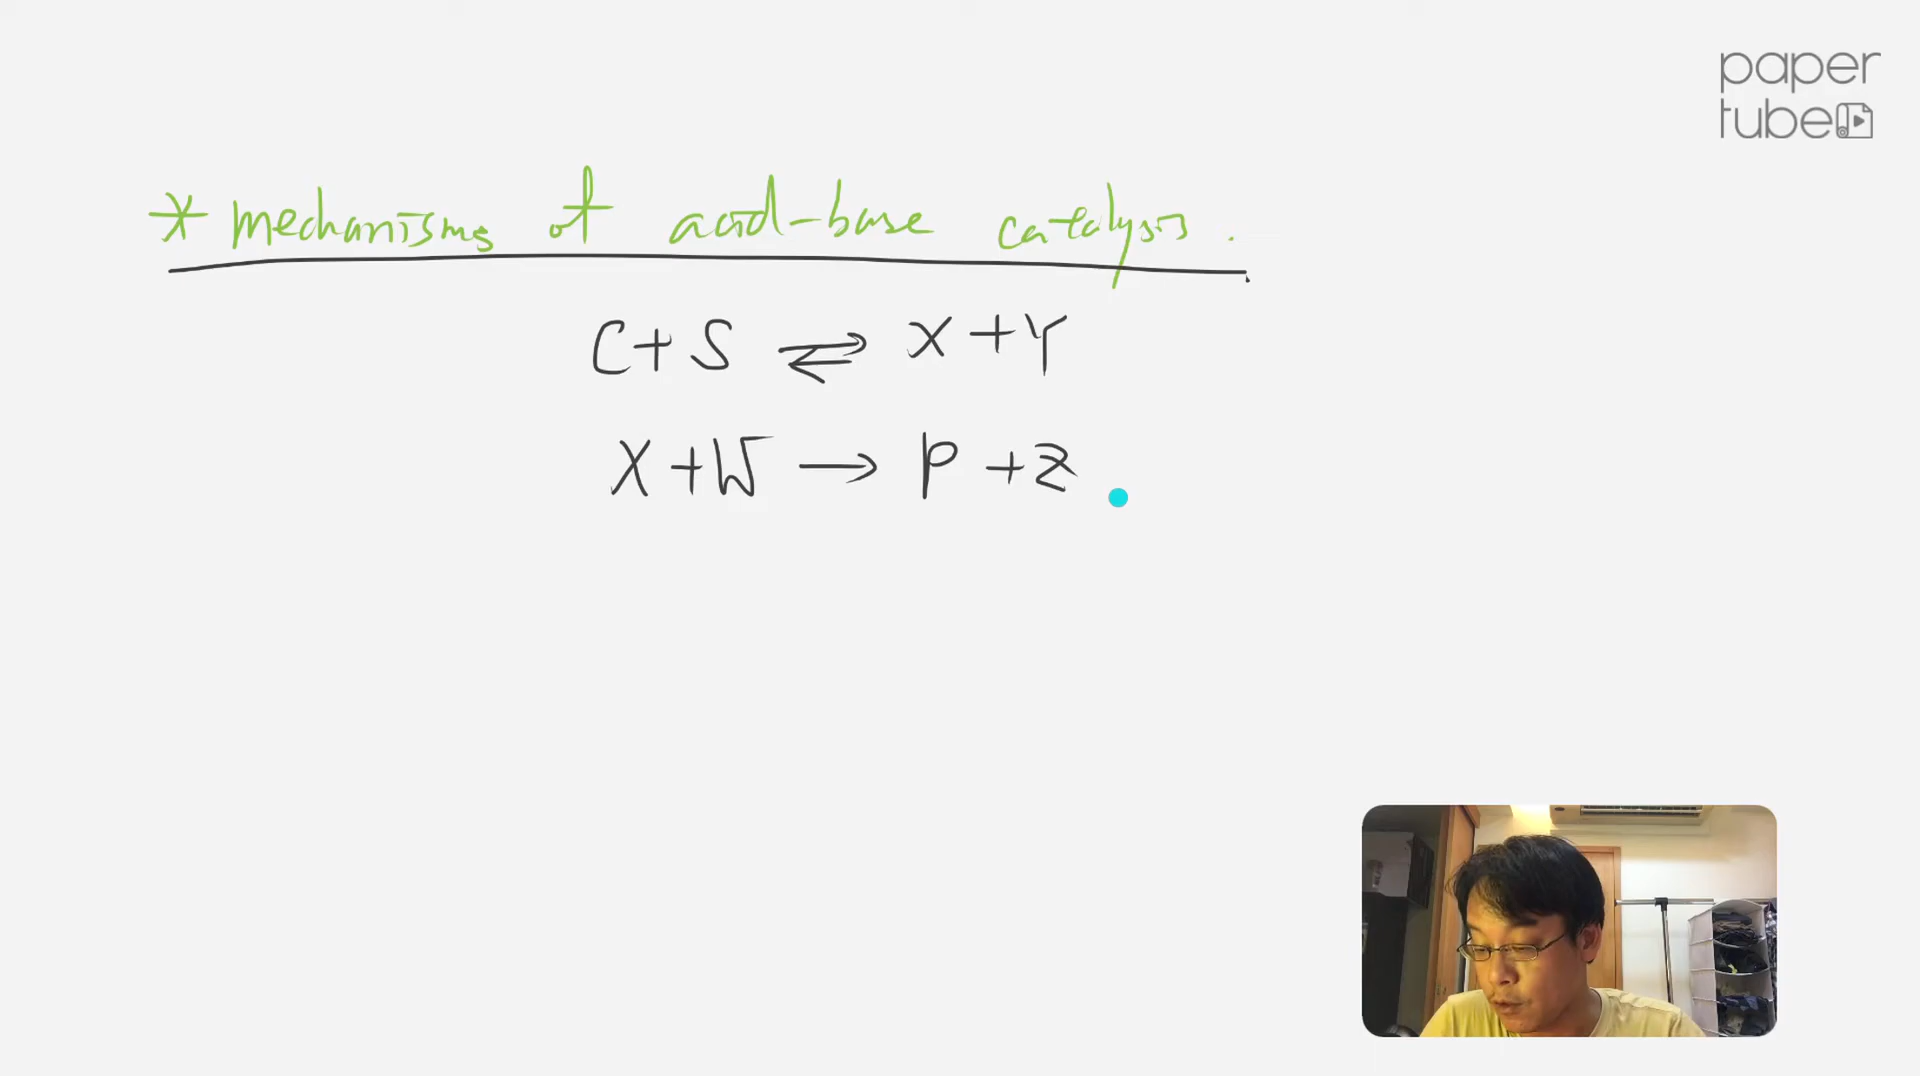 paper
tube
* mechanisms of acid-base catalysis.
C + S ⇌ X + Y
X + W → P + Z